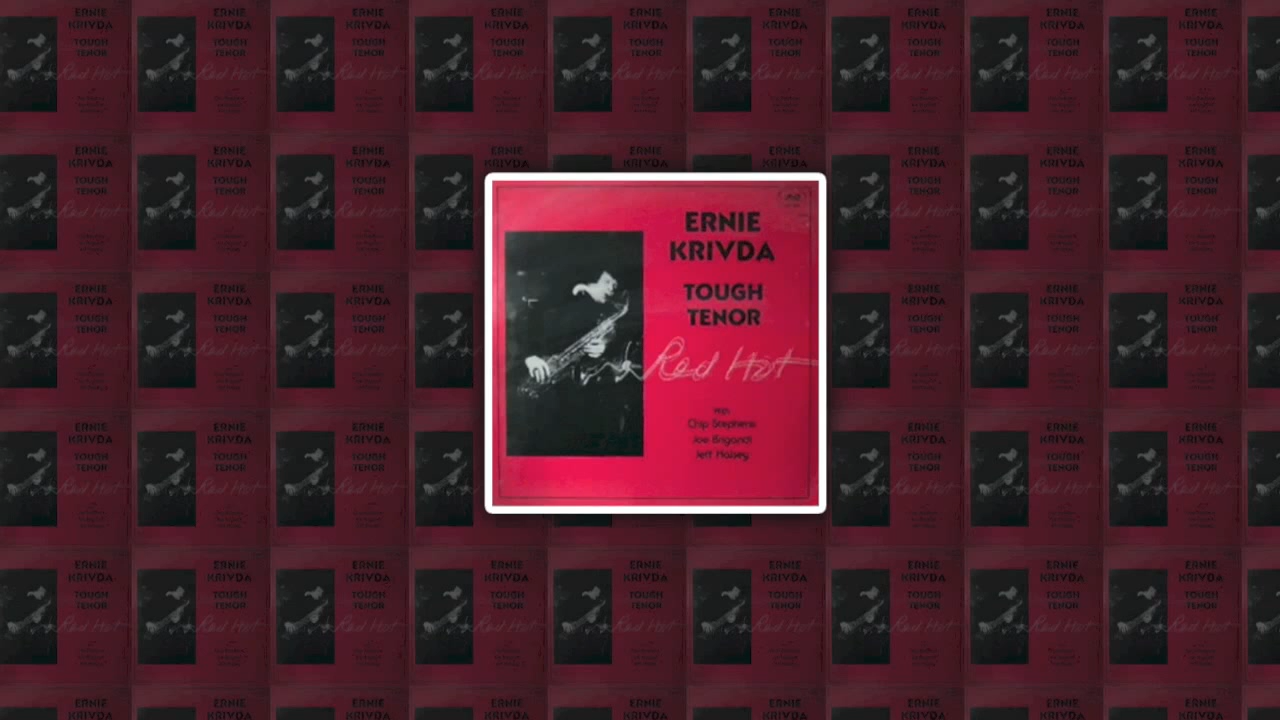 ERNIE
KRIVDA
TOUGH
TENOR
Red Hot
With
Chip Stephens
Joe Brigandi
Jeff Halsey